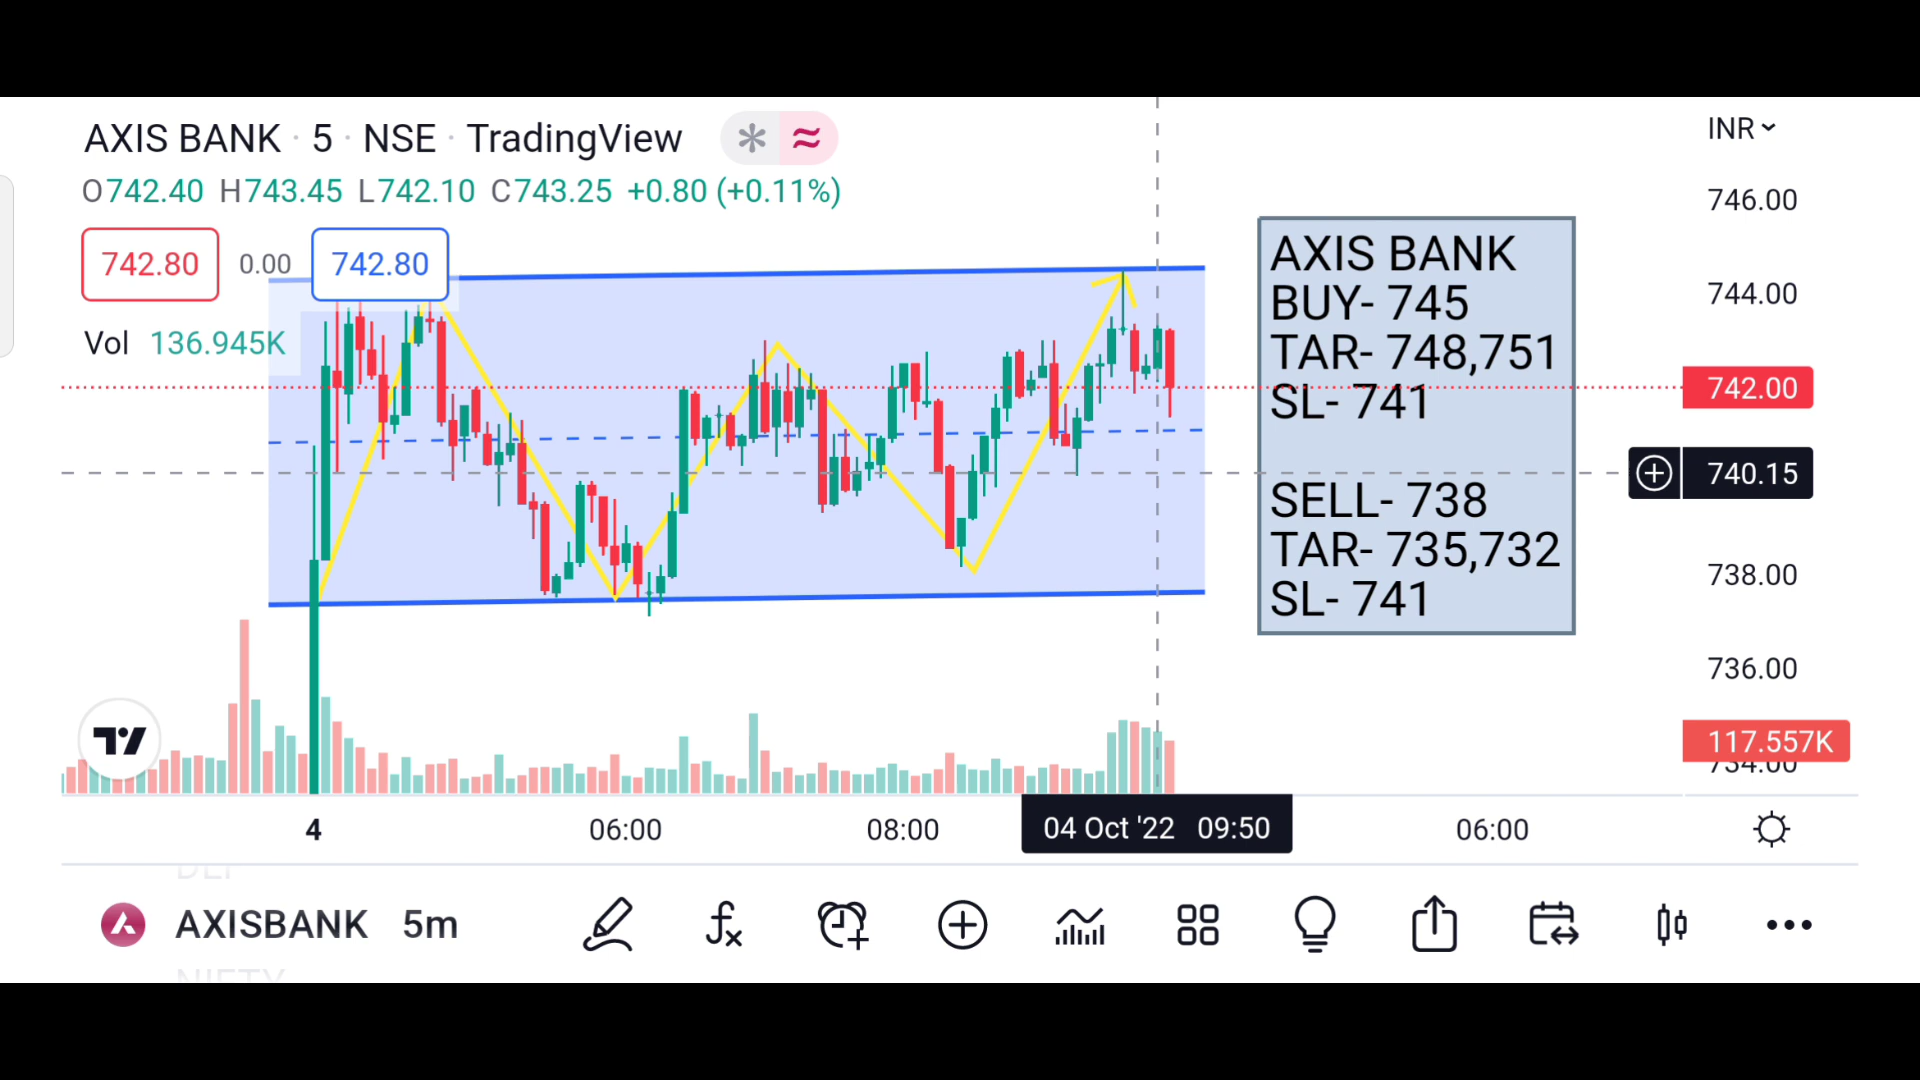 AXIS BANK · 5 · NSE · TradingView
O742.40 H743.45 L742.10 C743.25 +0.80 (+0.11%)
742.80 0.00 742.80
Vol 136.945K
INR
746.00
744.00
742.00
740.15
738.00
736.00
117.557K
734.00
AXIS BANK
BUY- 745
TAR- 748,751
SL- 741
SELL- 738
TAR- 735,732
SL- 741
4 06:00 08:00 04 Oct '22 09:50 06:00
AXISBANK 5m
NIFTY